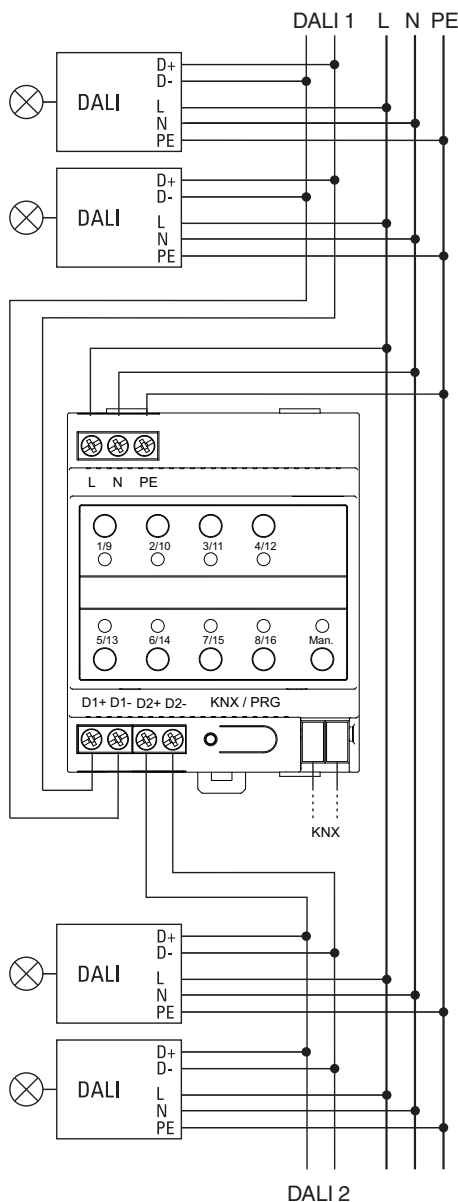 DALI 1 L N PE
DALI
D+
D-
L
N
PE
DALI
D+
D-
L
N
PE
L N PE
1/9 2/10 3/11 4/12
5/13 6/14 7/15 8/16 Man.
D1+ D1- D2+ D2- KNX / PRG
KNX
DALI
D+
D-
L
N
PE
DALI
D+
D-
L
N
PE
DALI 2